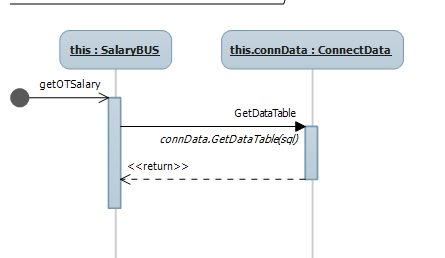 this : SalaryBUS
this.connData : ConnectData
getOTSalary
GetDataTable
connData.GetDataTable(sql)
<<return>>